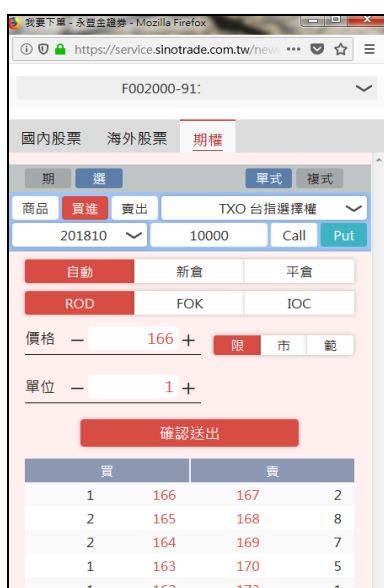 我要下單 - 永豐金證券 - Mozilla Firefox
https://service.sinotrade.com.tw/new
F002000-911
國內股票 海外股票 期權
期 選 單式 複式
商品 買進 賣出 TXO 台指選擇權
201810 10000 Call Put
自動 新倉 平倉
ROD FOK IOC
價格 — 166 + 限 市 範
單位 — 1 +
確認送出
買 賣
1 166 167 2
2 165 168 8
2 164 169 7
1 163 170 5